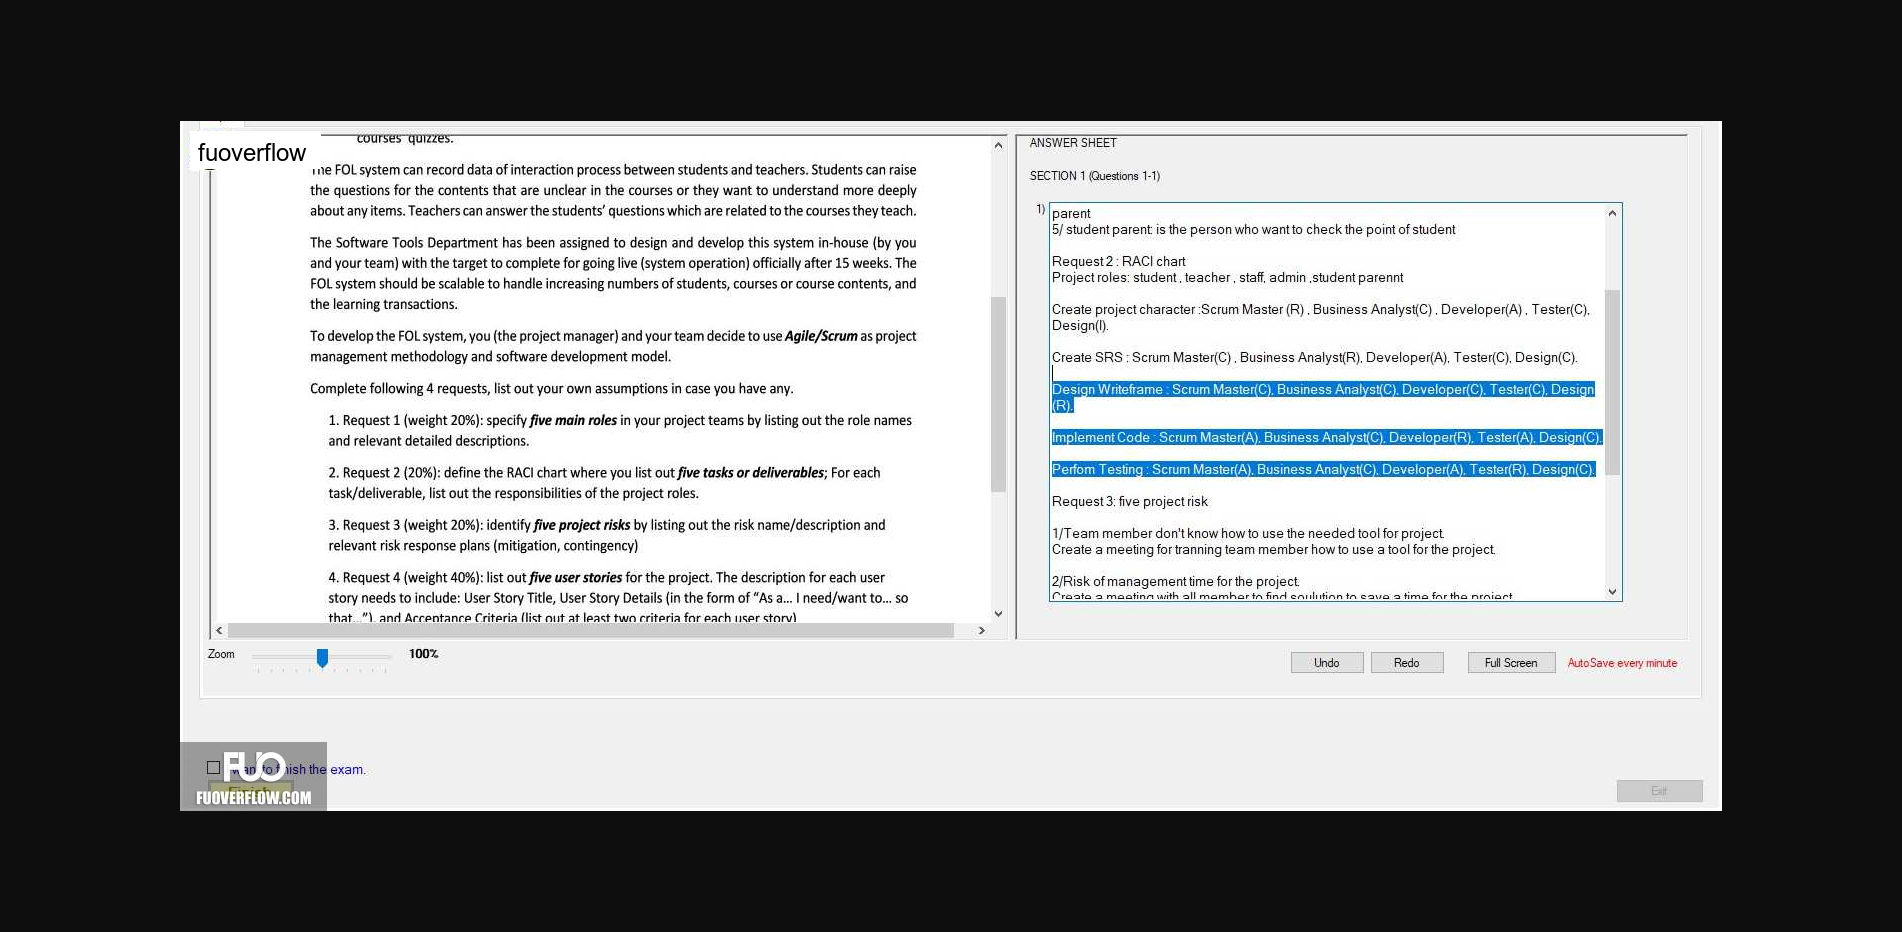 courses' quizzes.
fuoverflow
The FOL system can record data of interaction process between students and teachers. Students can raise
the questions for the contents that are unclear in the courses or they want to understand more deeply
about any items. Teachers can answer the students' questions which are related to the courses they teach.
The Software Tools Department has been assigned to design and develop this system in-house (by you
and your team) with the target to complete for going live (system operation) officially after 15 weeks. The
FOL system should be scalable to handle increasing numbers of students, courses or course contents, and
the learning transactions.
To develop the FOL system, you (the project manager) and your team decide to use Agile/Scrum as project
management methodology and software development model.
Complete following 4 requests, list out your own assumptions in case you have any.
1. Request 1 (weight 20%): specify five main roles in your project teams by listing out the role names
and relevant detailed descriptions.
2. Request 2 (20%): define the RACI chart where you list out five tasks or deliverables; For each
task/deliverable, list out the responsibilities of the project roles.
3. Request 3 (weight 20%): identify five project risks by listing out the risk name/description and
relevant risk response plans (mitigation, contingency)
4. Request 4 (weight 40%): list out five user stories for the project. The description for each user
story needs to include: User Story Title, User Story Details (in the form of "As a... I need/want to... so
that..."), and Acceptance Criteria (list out at least two criteria for each user story)
Zoom
100%
ANSWER SHEET
SECTION 1 (Questions 1-1)
1)
parent
5/ student parent: is the person who want to check the point of student
Request 2 : RACI chart
Project roles: student , teacher , staff, admin ,student parennt
Create project character :Scrum Master (R) , Business Analyst(C) , Developer(A) , Tester(C),
Design(I).
Create SRS : Scrum Master(C) , Business Analyst(R), Developer(A), Tester(C), Design(C).
Design Writeframe : Scrum Master(C), Business Analyst(C), Developer(C), Tester(C), Design
(R).
Implement Code : Scrum Master(A), Business Analyst(C), Developer(R), Tester(A), Design(C).
Perfom Testing : Scrum Master(A), Business Analyst(C), Developer(A), Tester(R), Design(C).
Request 3: five project risk
1/Team member don't know how to use the needed tool for project.
Create a meeting for tranning team member how to use a tool for the project.
2/Risk of management time for the project.
Create a meeting with all member to find soulution to save a time for the project
Undo
Redo
Full Screen
AutoSave every minute
FUO
I want to finish the exam.
Finish
FUOVERFLOW.COM
Exit